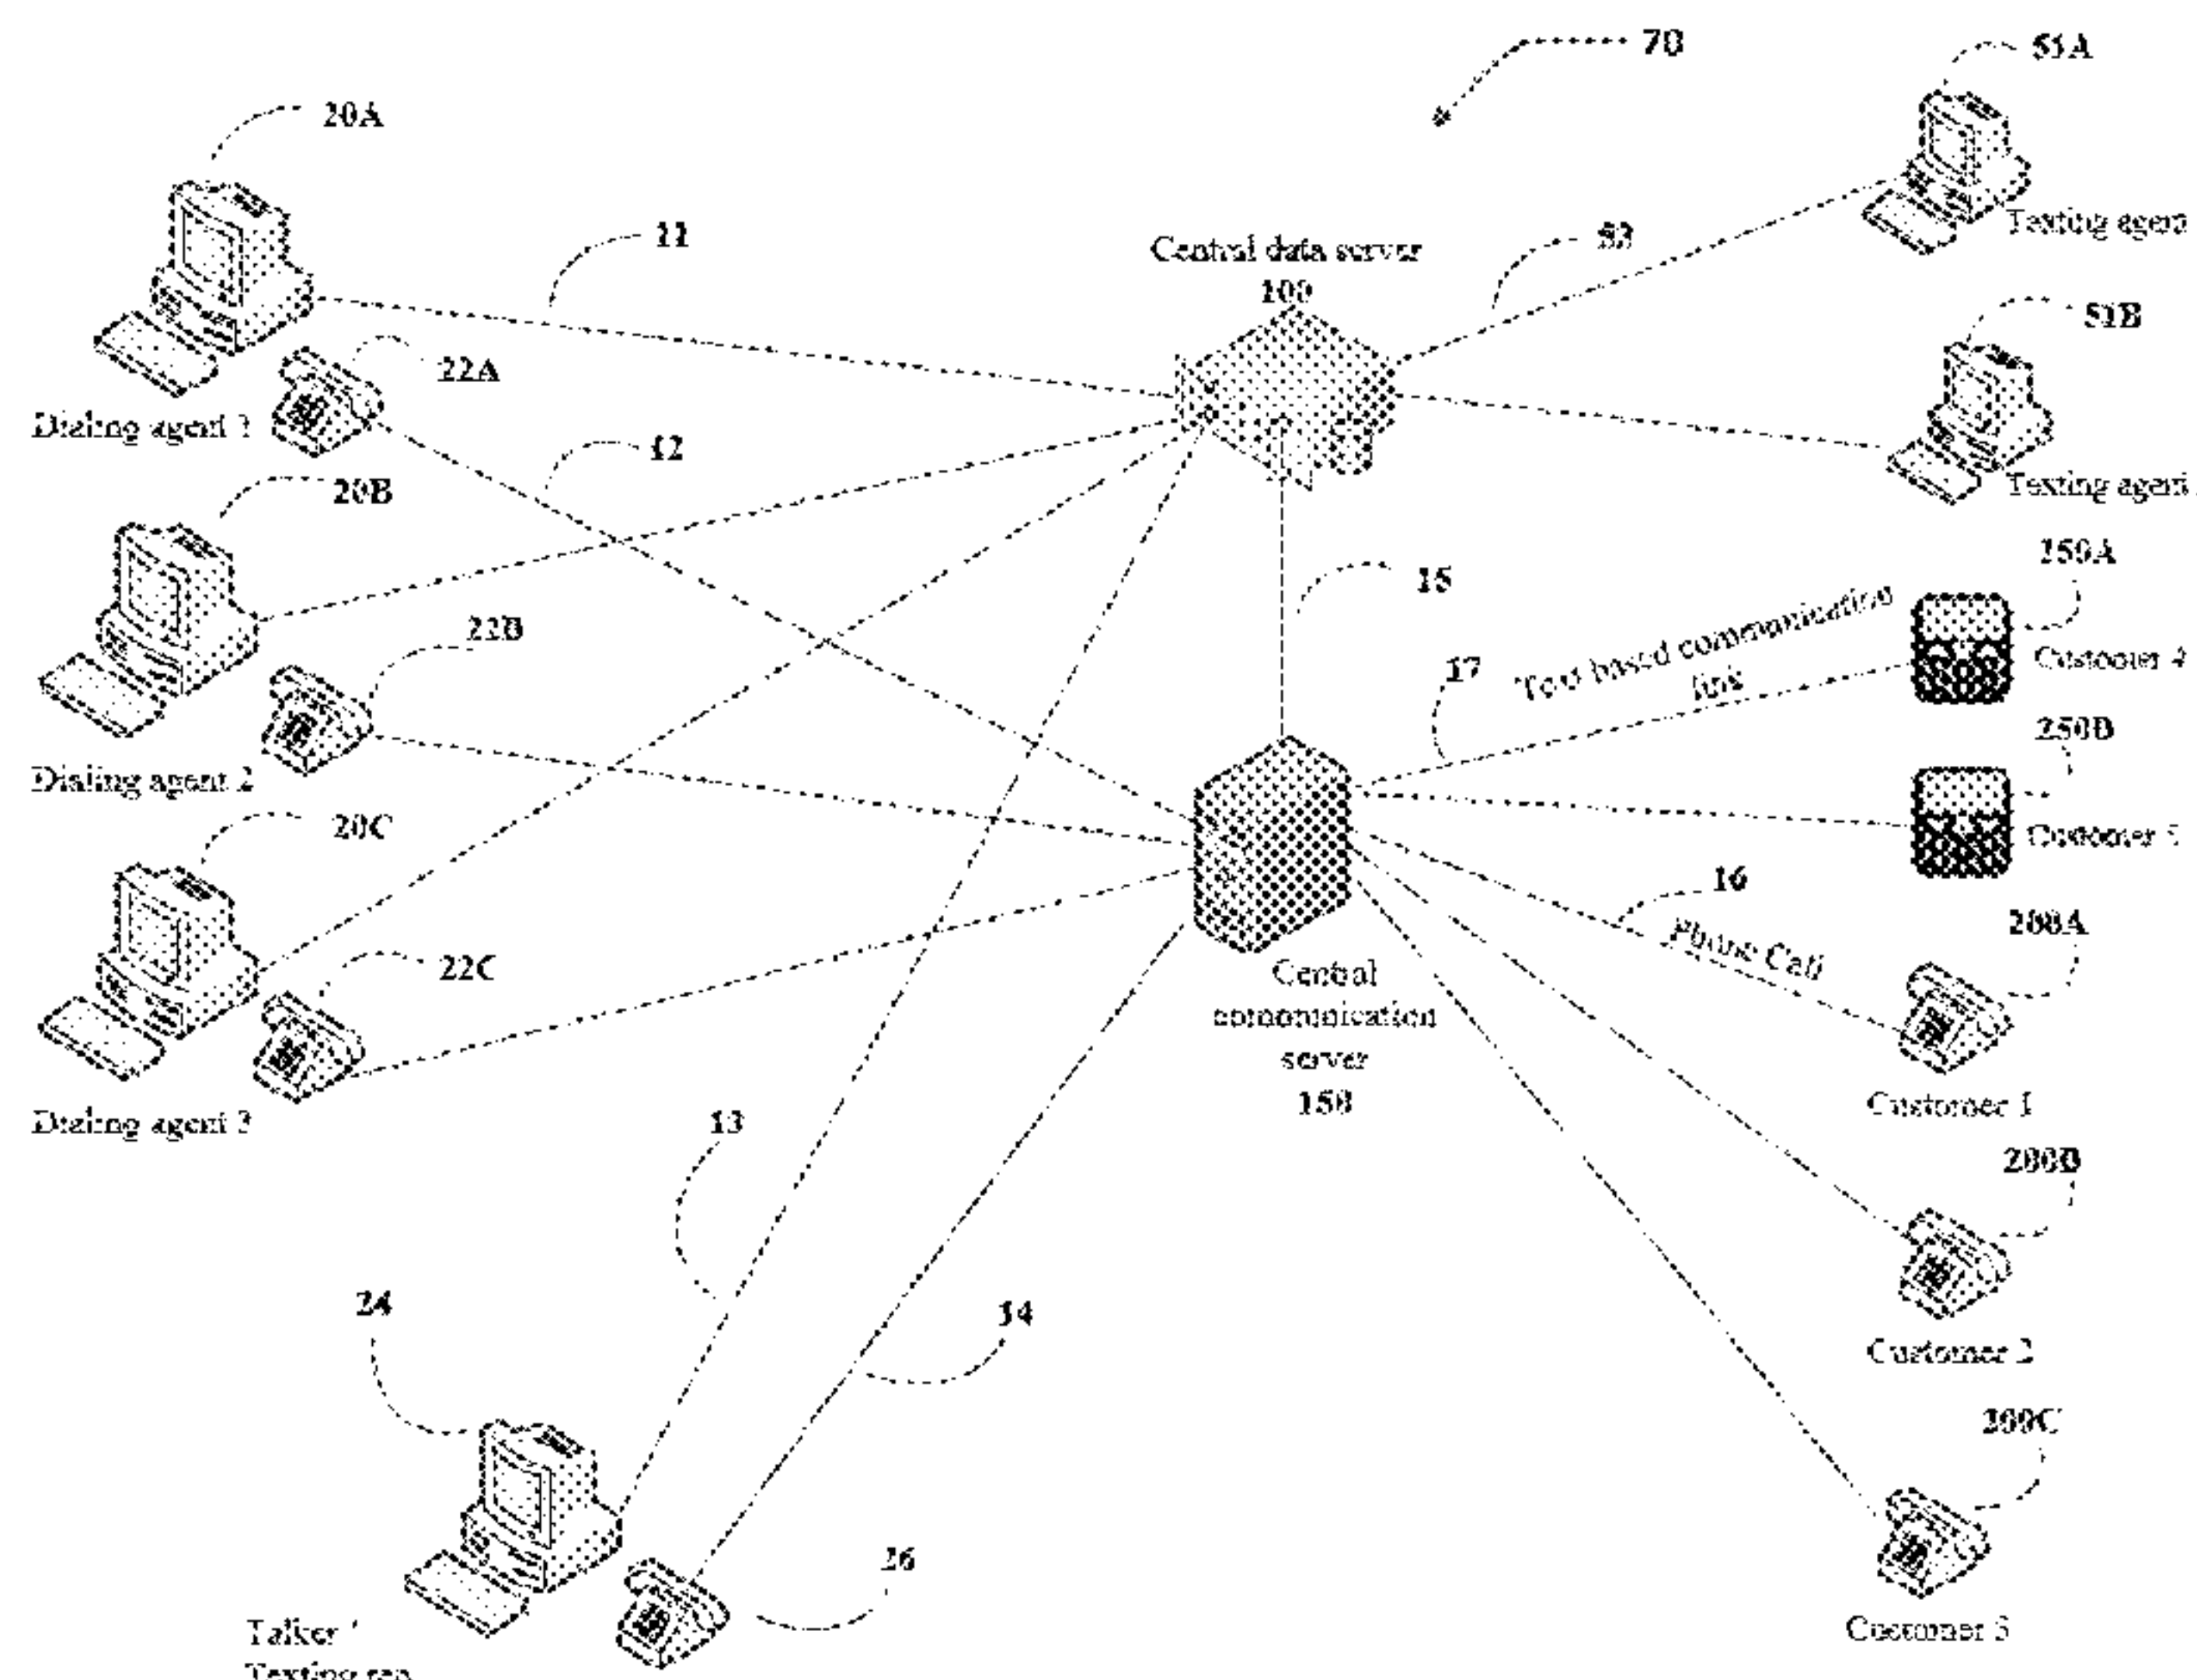 70
51A
20A
11
53
Central data server
100
Texting agent
22A
51B
Dialing agent 1
12
20B
Texting agent
250A
15
22B
Text based communication
link
17
Customer 4
250B
Dialing agent 2
20C
Customer 5
16
200A
Phone Call
22C
Central
communication
server
150
Customer 1
13
Dialing agent 3
200B
24
14
Customer 2
200C
26
Talker /
Texting rep
Customer 3